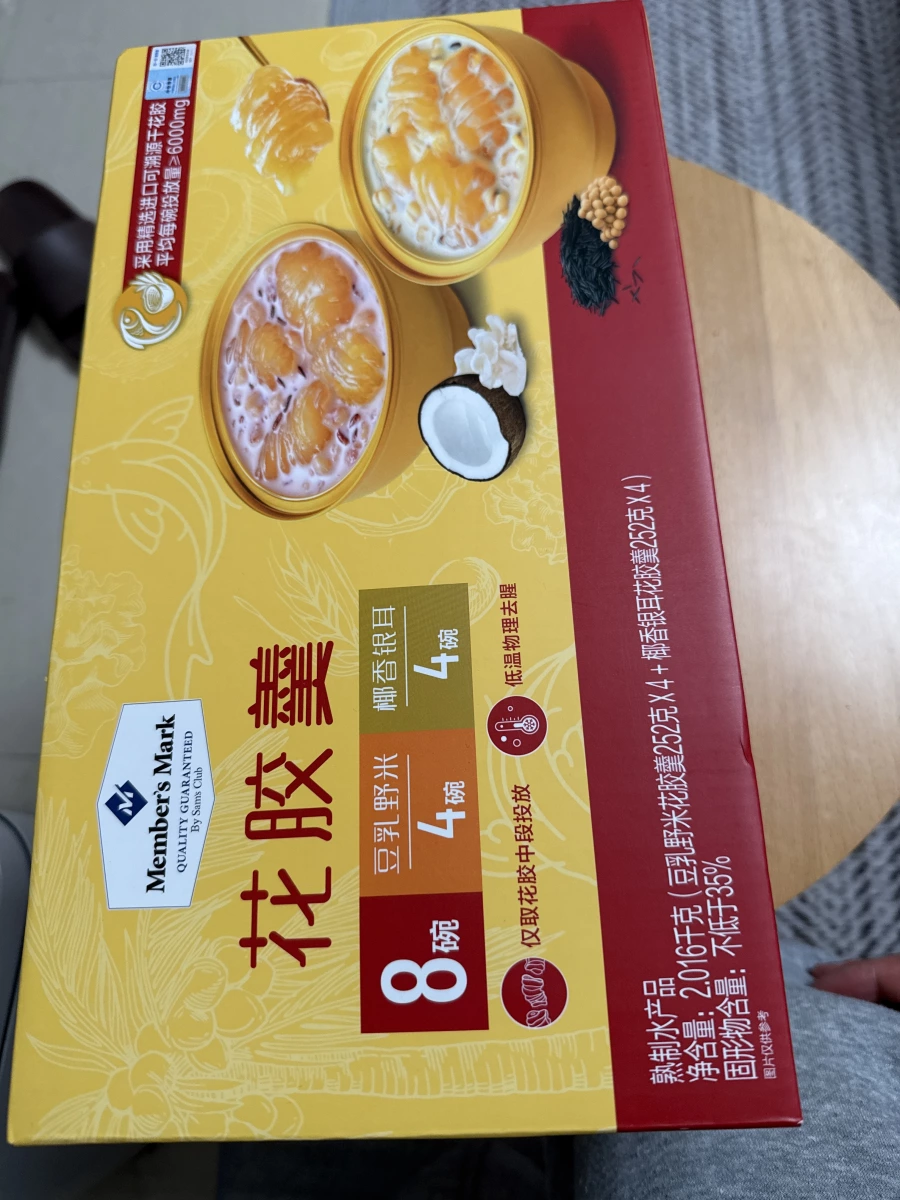 Member's Mark
QUALITY GUARANTEED
By Sam's Club
采用精选进口可溯源干花胶
平均每碗投放量≥6000mg
花胶羹
8碗
豆乳野米
4碗
椰香银耳
4碗
仅取花胶中段投放
低温物理去腥
熟制水产品
净含量：2.016千克（豆乳野米花胶羹252克X4+椰香银耳花胶羹252克X4）
固形物含量：不低于35%
图片仅供参考